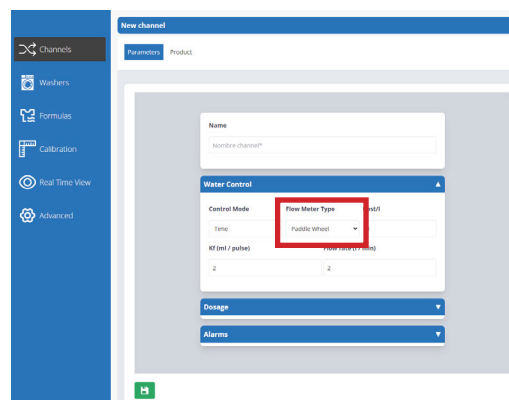 New channel
Channels
Washers
Formulas
Calibration
Real Time View
Advanced
Parameters Product
Name
Nombre channel*
Water Control
Control Mode Flow Meter Type
Time Paddle Wheel
Kf (ml / pulse)
2 2
Dosage
Alarms